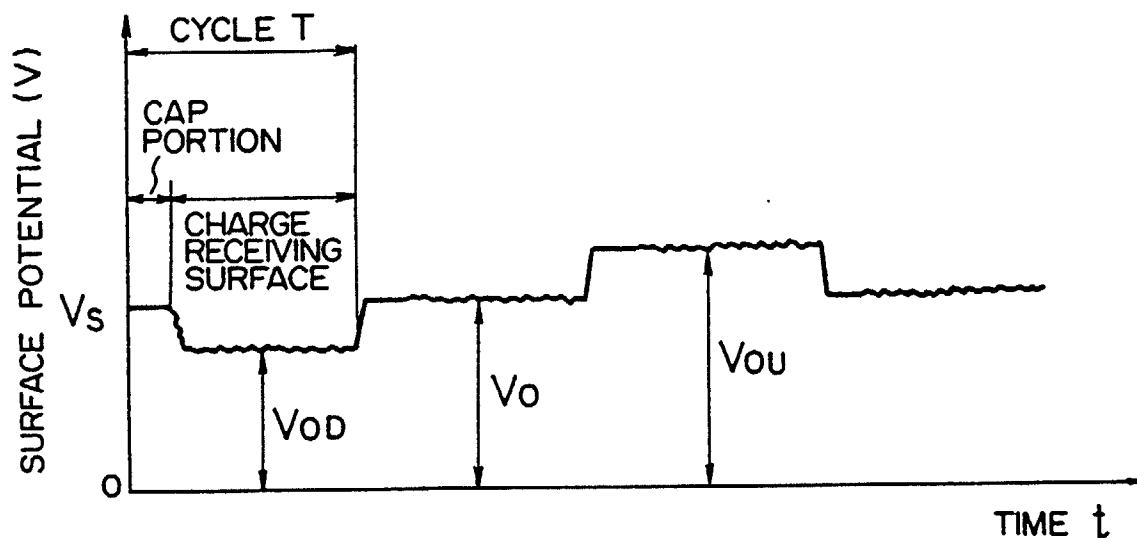 CYCLE T
SURFACE POTENTIAL (V)
CAP
PORTION
CHARGE
RECEIVING
SURFACE
VS
VOD
VO
VOU
0
TIME t